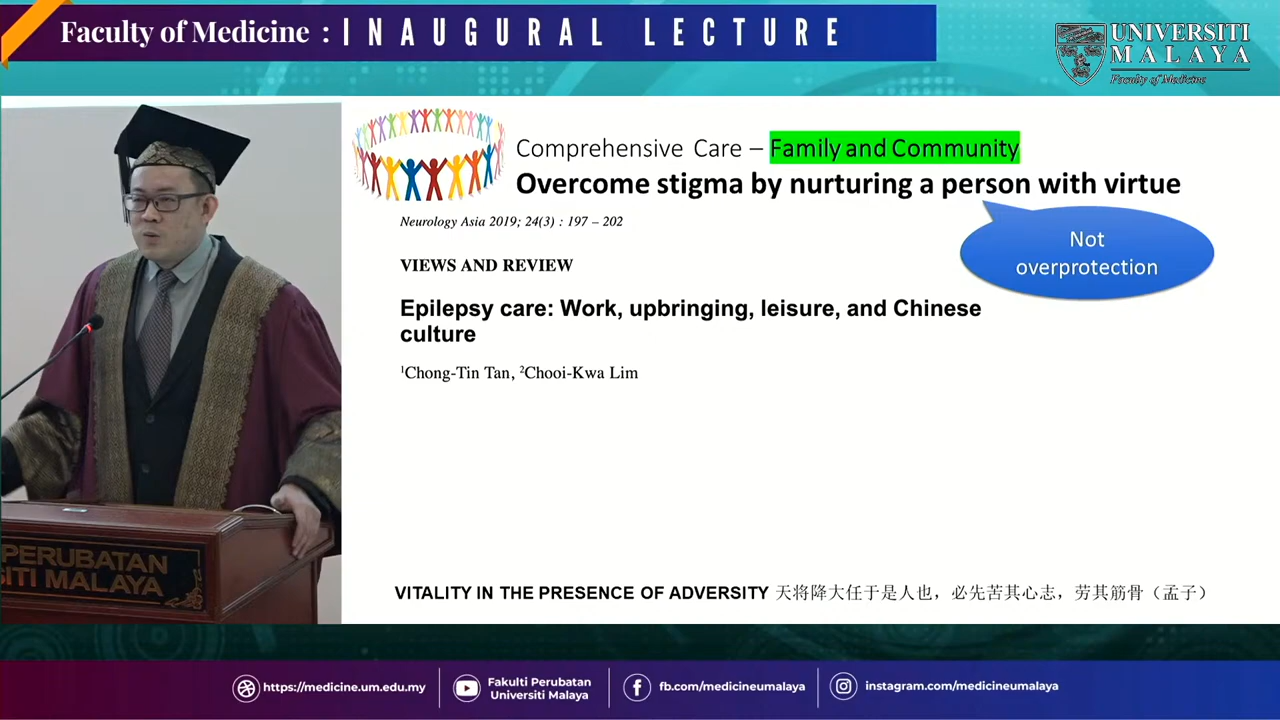 Faculty of Medicine : INAUGURAL LECTURE
UNIVERSITI
MALAYA
Faculty of Medicine
Comprehensive Care – Family and Community
Overcome stigma by nurturing a person with virtue
Not
overprotection
Neurology Asia 2019; 24(3) : 197 – 202
VIEWS AND REVIEW
Epilepsy care: Work, upbringing, leisure, and Chinese
culture
¹Chong-Tin Tan, ²Chooi-Kwa Lim
PERUBATAN
SITI MALAYA
VITALITY IN THE PRESENCE OF ADVERSITY 天将降大任于是人也，必先苦其心志，劳其筋骨（孟子）
https://medicine.um.edu.my
Fakulti Perubatan
Universiti Malaya
fb.com/medicineumalaya
instagram.com/medicineumalaya